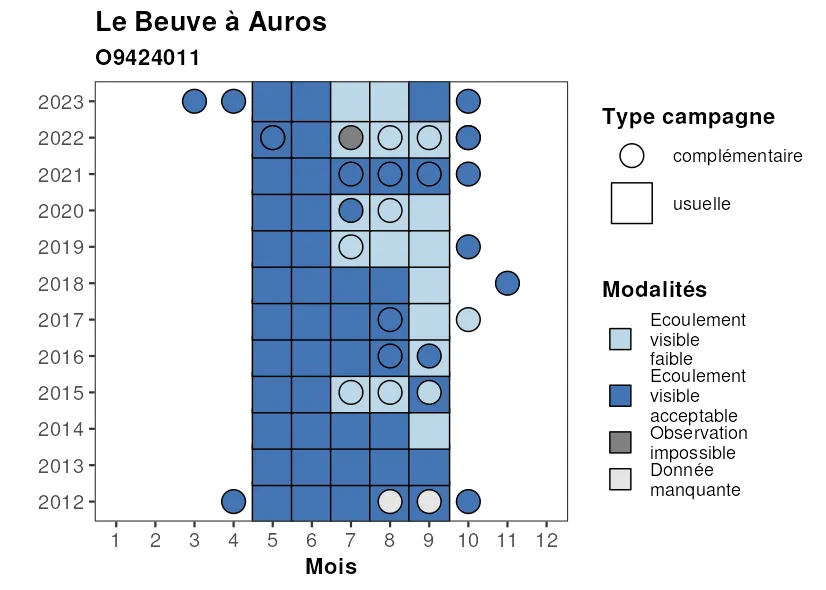 Le Beuve à Auros
O9424011
2023
2022
2021
2020
2019
2018
2017
2016
2015
2014
2013
2012
1 2 3 4 5 6 7 8 9 10 11 12
Mois
Type campagne
complémentaire
usuelle
Modalités
Ecoulement
visible
faible
Ecoulement
visible
acceptable
Observation
impossible
Donnée
manquante